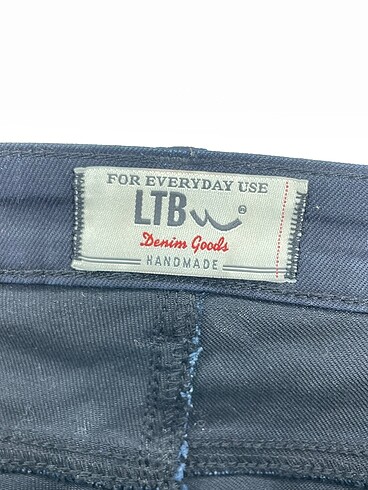 FOR EVERYDAY USE
LTB ®
Denim Goods
HANDMADE